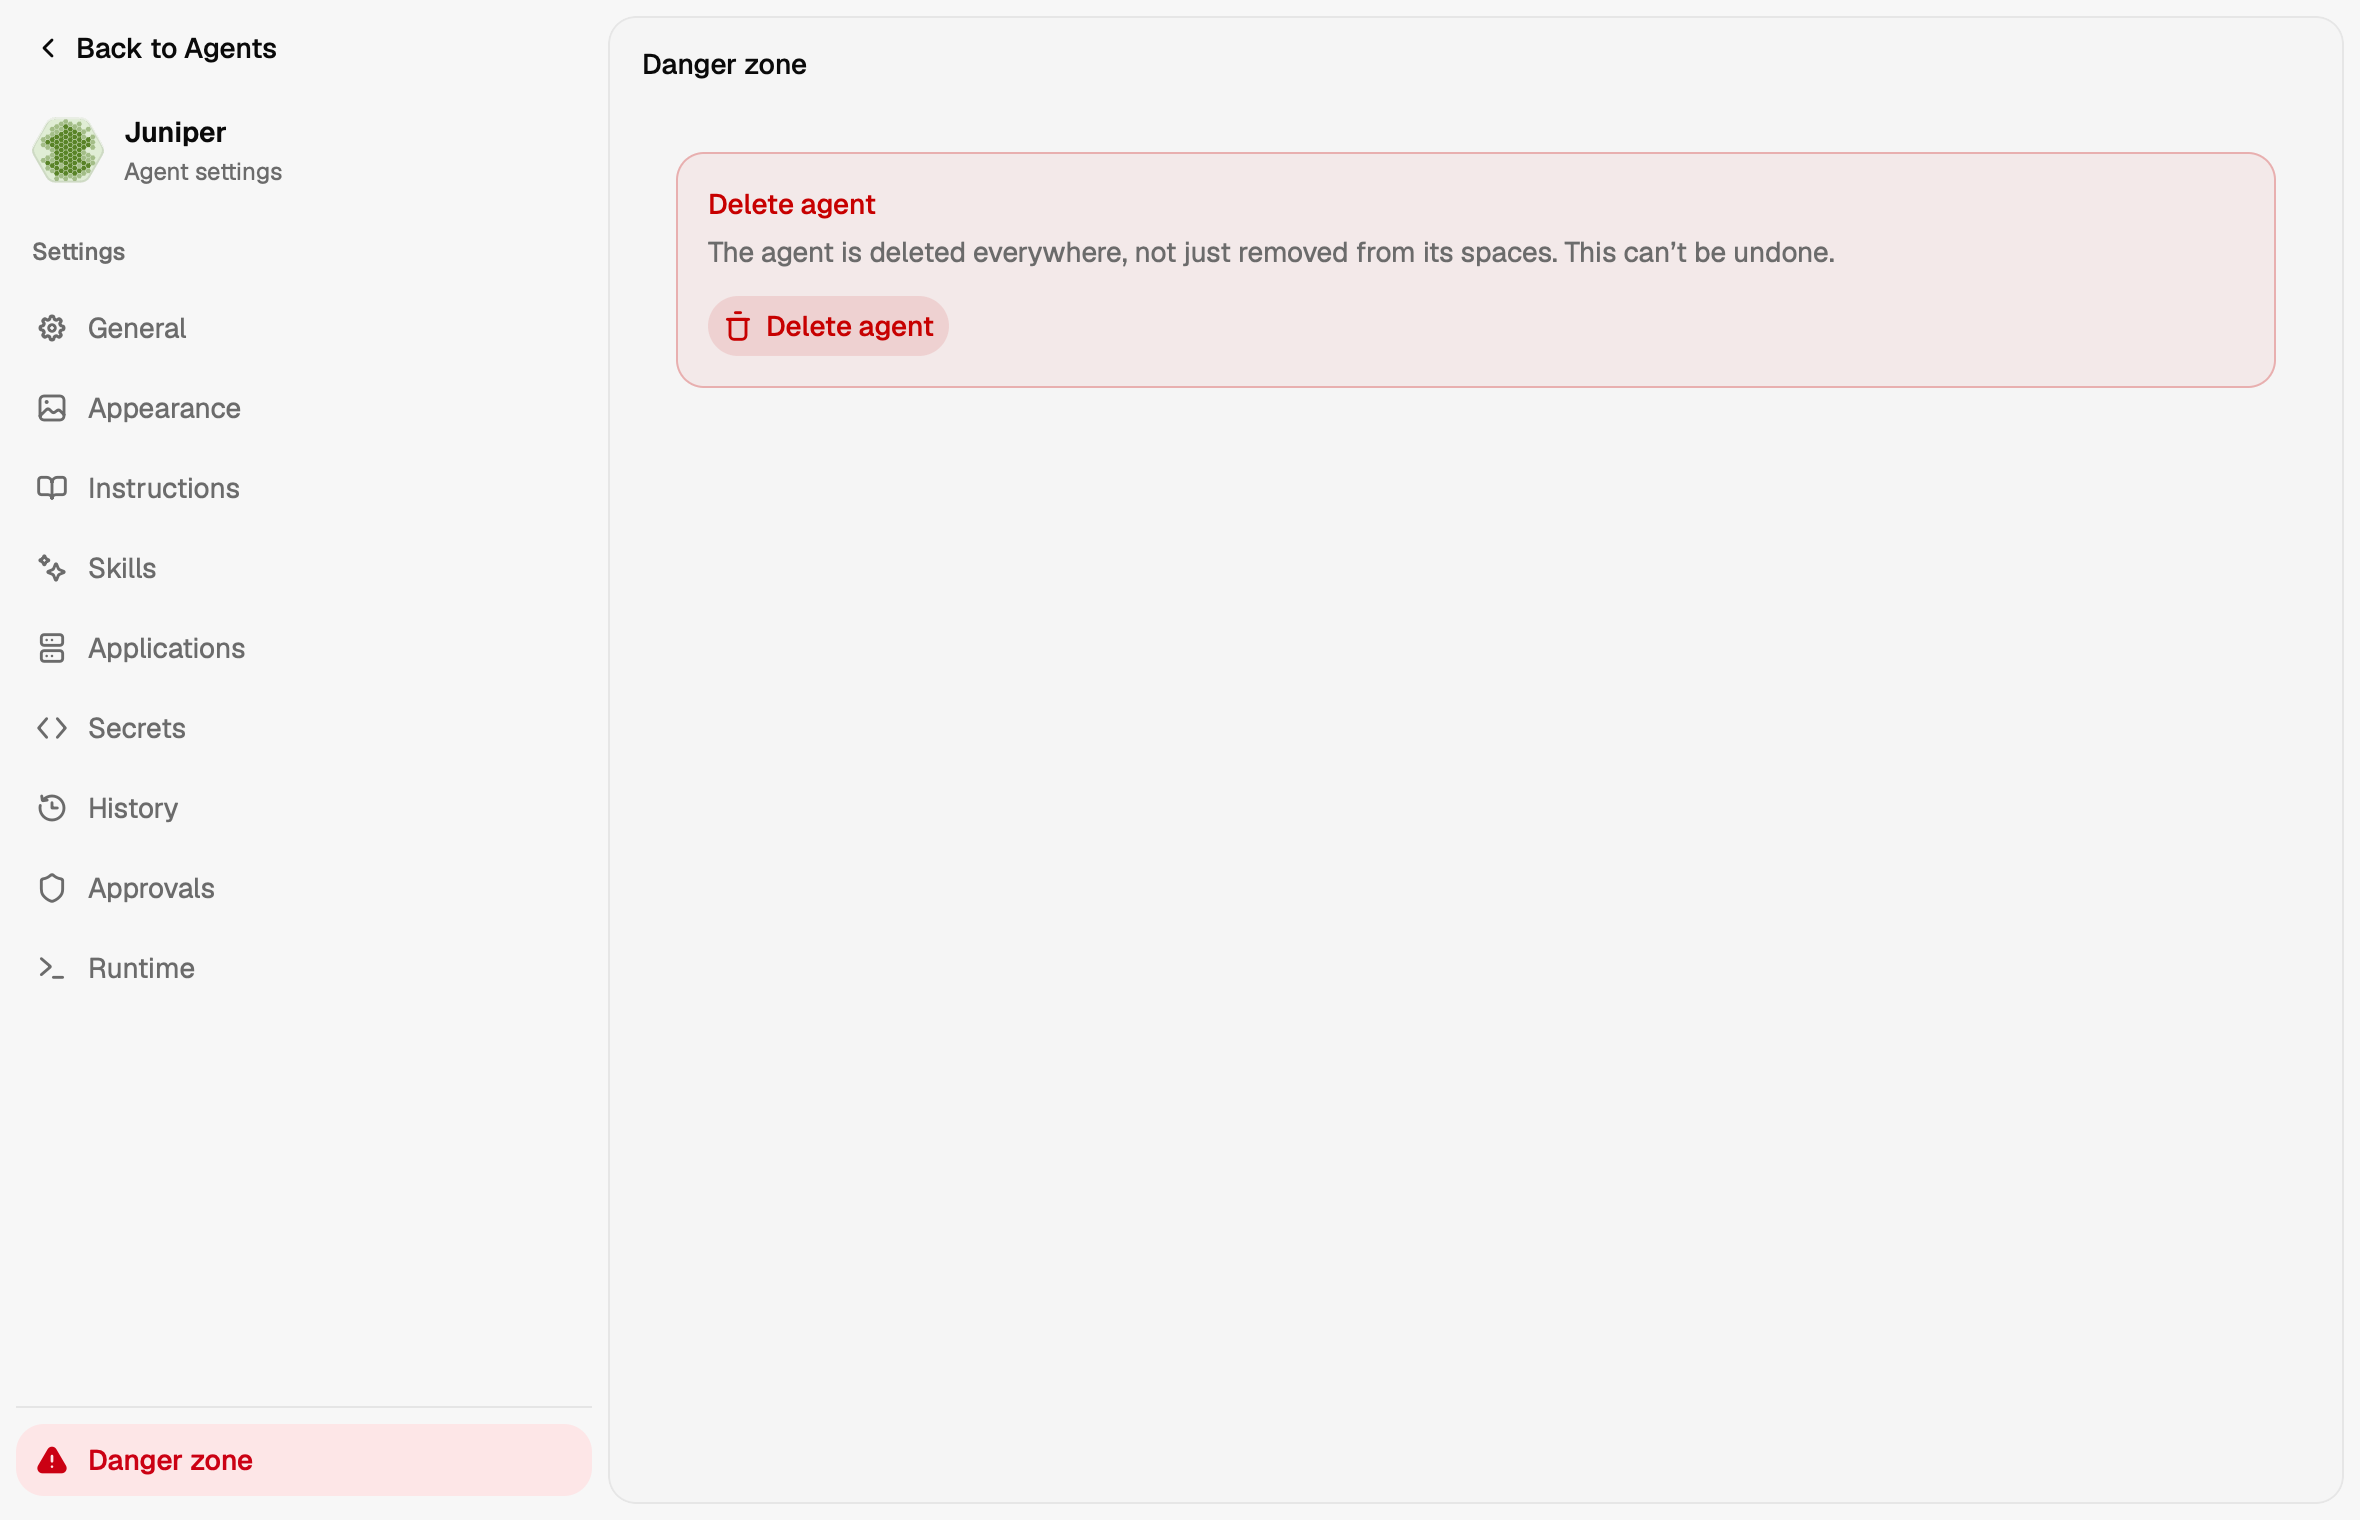 Back to Agents
Juniper
Agent settings
Settings
General
Appearance
Instructions
Skills
Applications
Secrets
History
Approvals
Runtime
Danger zone
Danger zone
Delete agent
The agent is deleted everywhere, not just removed from its spaces. This can’t be undone.
Delete agent